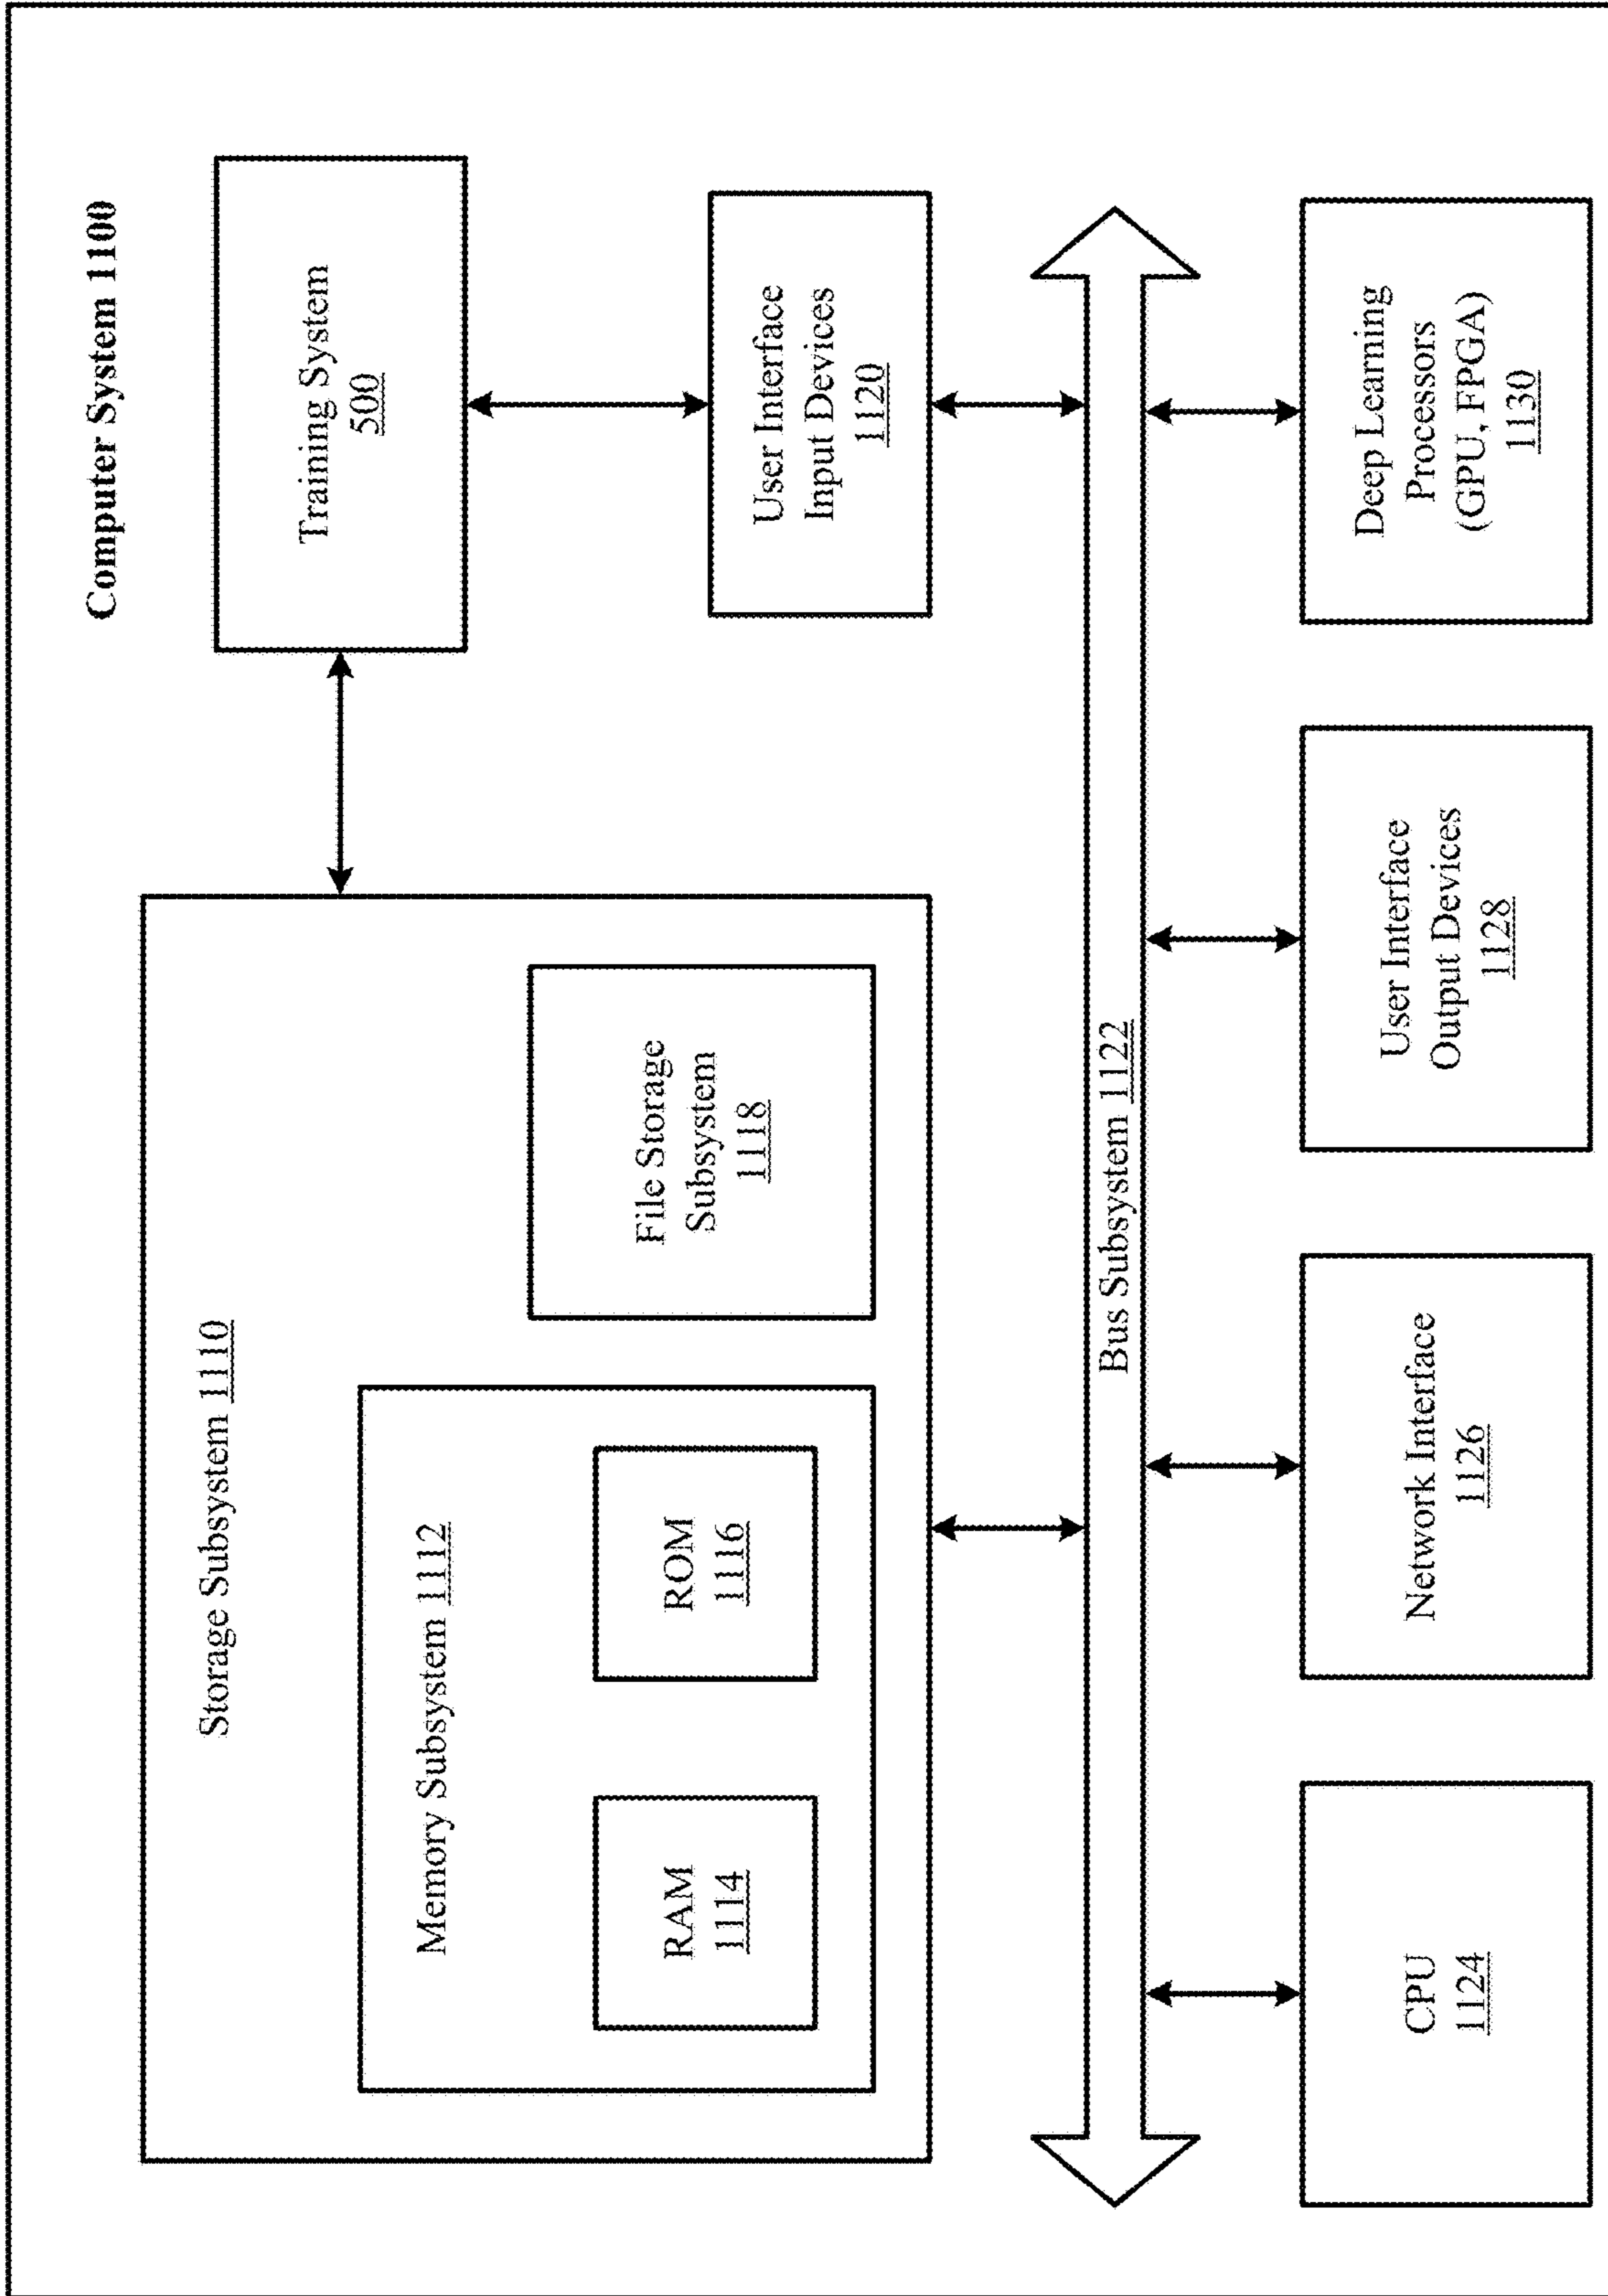 Computer System 1100
Storage Subsystem 1110
Training System
500
Memory Subsystem 1112
RAM
1114
ROM
1116
File Storage
Subsystem
1118
User Interface
Input Devices
1120
Bus Subsystem 1122
CPU
1124
Network Interface
1126
User Interface
Output Devices
1128
Deep Learning
Processors
(GPU, FPGA)
1130